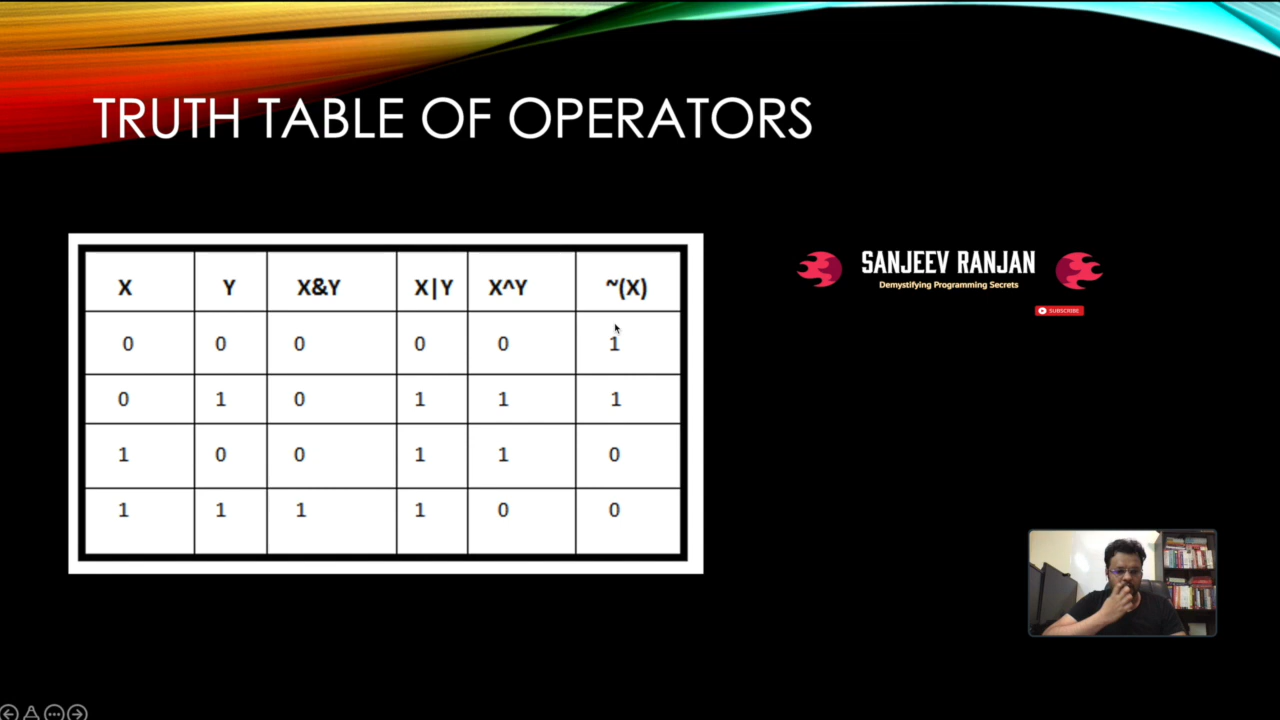 TRUTH TABLE OF OPERATORS
X Y X&Y X|Y X^Y ~(X)
0 0 0 0 0 1
0 1 0 1 1 1
1 0 0 1 1 0
1 1 1 1 0 0
SANJEEV RANJAN
Demystifying Programming Secrets
SUBSCRIBE